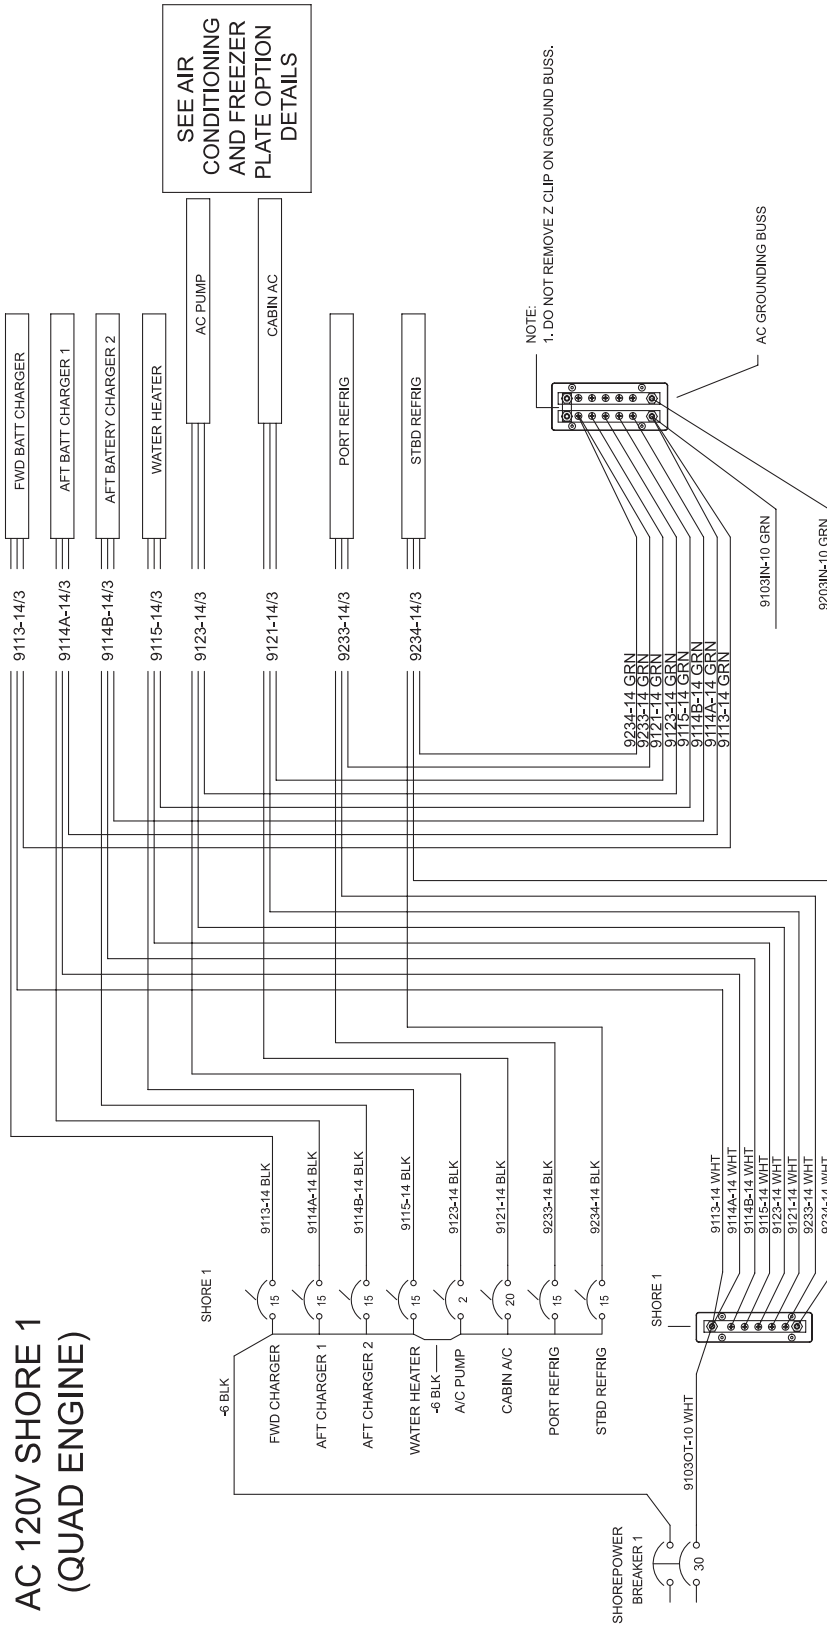 AC 120V SHORE 1
(QUAD ENGINE)
SEE AIR
CONDITIONING
AND FREEZER
PLATE OPTION
DETAILS
FWD BATT CHARGER
AFT BATT CHARGER 1
AFT BATERY CHARGER 2
WATER HEATER
AC PUMP
CABIN AC
PORT REFRIG
STBD REFRIG
9113-14/3
9114A-14/3
9114B-14/3
9115-14/3
9123-14/3
9121-14/3
9233-14/3
9234-14/3
NOTE:
1. DO NOT REMOVE Z CLIP ON GROUND BUSS.
AC GROUNDING BUSS
9103IN-10 GRN
9203IN-10 GRN
9234-14 GRN
9233-14 GRN
9121-14 GRN
9123-14 GRN
9115-14 GRN
9114B-14 GRN
9114A-14 GRN
9113-14 GRN
9113-14 BLK
9114A-14 BLK
9114B-14 BLK
9115-14 BLK
9123-14 BLK
9121-14 BLK
9233-14 BLK
9234-14 BLK
SHORE 1
15
15
15
15
2
20
15
15
-6 BLK
FWD CHARGER
AFT CHARGER 1
AFT CHARGER 2
WATER HEATER
-6 BLK
A/C PUMP
CABIN A/C
PORT REFRIG
STBD REFRIG
9113-14 WHT
9114A-14 WHT
9114B-14 WHT
9115-14 WHT
9123-14 WHT
9121-14 WHT
9233-14 WHT
9234-14 WHT
SHORE 1
9103OT-10 WHT
SHOREPOWER
BREAKER 1
30